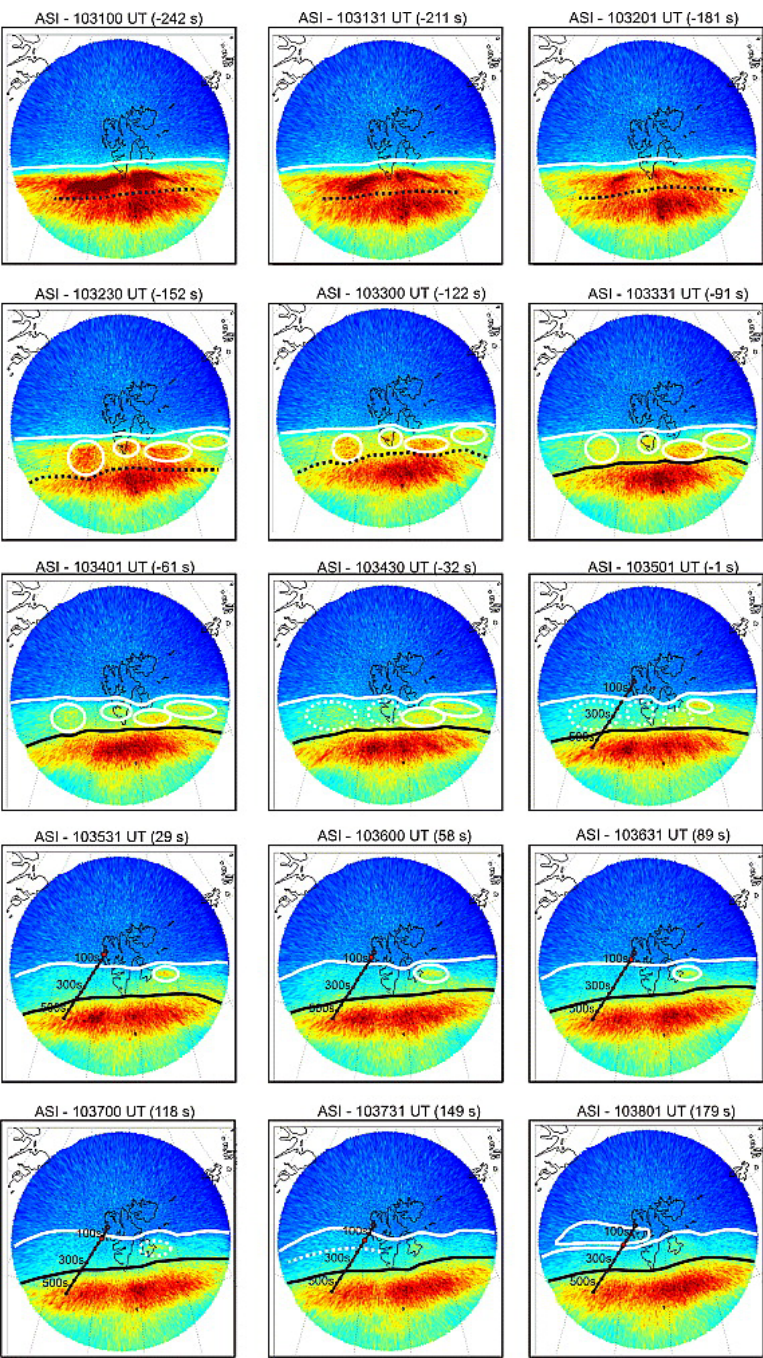 ASI - 103100 UT (-242 s)
ASI - 103131 UT (-211 s)
ASI - 103201 UT (-181 s)
ASI - 103230 UT (-152 s)
ASI - 103300 UT (-122 s)
ASI - 103331 UT (-91 s)
ASI - 103401 UT (-61 s)
ASI - 103430 UT (-32 s)
ASI - 103501 UT (-1 s)
100s
300s
500s
ASI - 103531 UT (29 s)
ASI - 103600 UT (58 s)
ASI - 103631 UT (89 s)
100s
300s
500s
100s
300s
500s
100s
300s
500s
ASI - 103700 UT (118 s)
ASI - 103731 UT (149 s)
ASI - 103801 UT (179 s)
100s
300s
500s
100s
300s
500s
100s
300s
500s